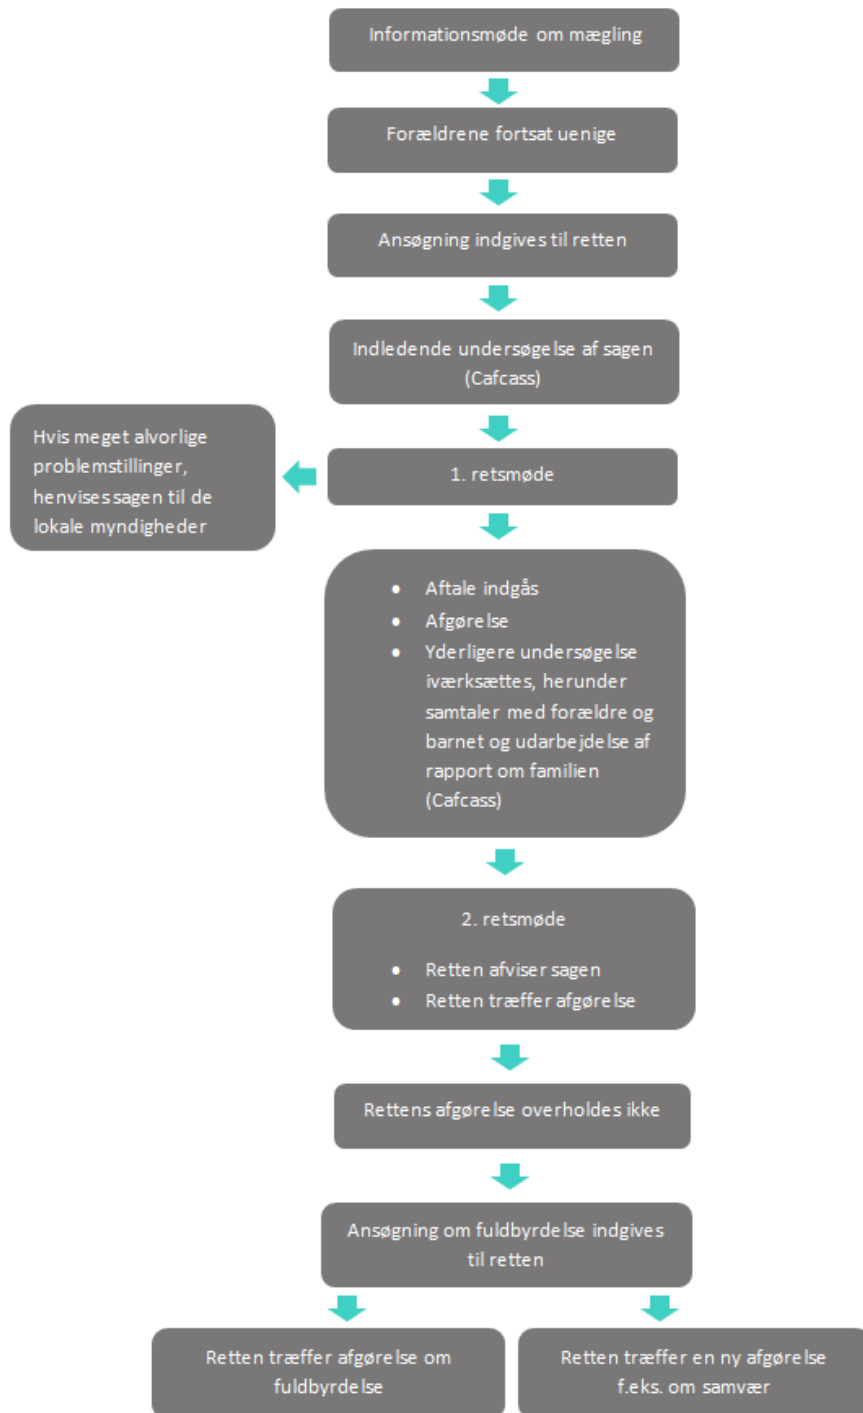 Informationsmøde om mægling
Forældrene fortsat uenige
Ansøgning indgives til retten
Indledende undersøgelse af sagen
(Cafcass)
Hvis meget alvorlige
problemstillinger,
henvises sagen til de
lokale myndigheder
1. retsmøde
• Aftale indgås
• Afgørelse
• Yderligere undersøgelse
iværksættes, herunder
samtaler med forældre og
barnet og udarbejdelse af
rapport om familien
(Cafcass)
2. retsmøde
• Retten afviser sagen
• Retten træffer afgørelse
Rettens afgørelse overholdes ikke
Ansøgning om fuldbyrdelse indgives
til retten
Retten træffer afgørelse om
fuldbyrdelse
Retten træffer en ny afgørelse
f.eks. om samvær